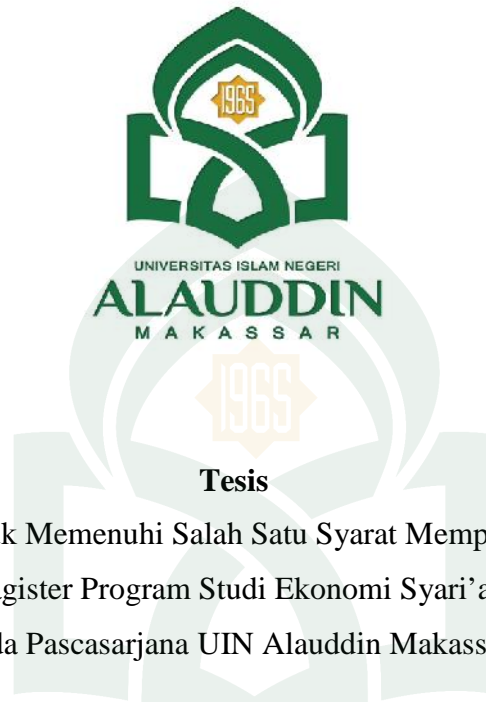 1965
UNIVERSITAS ISLAM NEGERI
ALAUDDIN
MAKASSAR
1965
Tesis
k Memenuhi Salah Satu Syarat Memp
gister Program Studi Ekonomi Syari’a
a Pascasarjana UIN Alauddin Makass